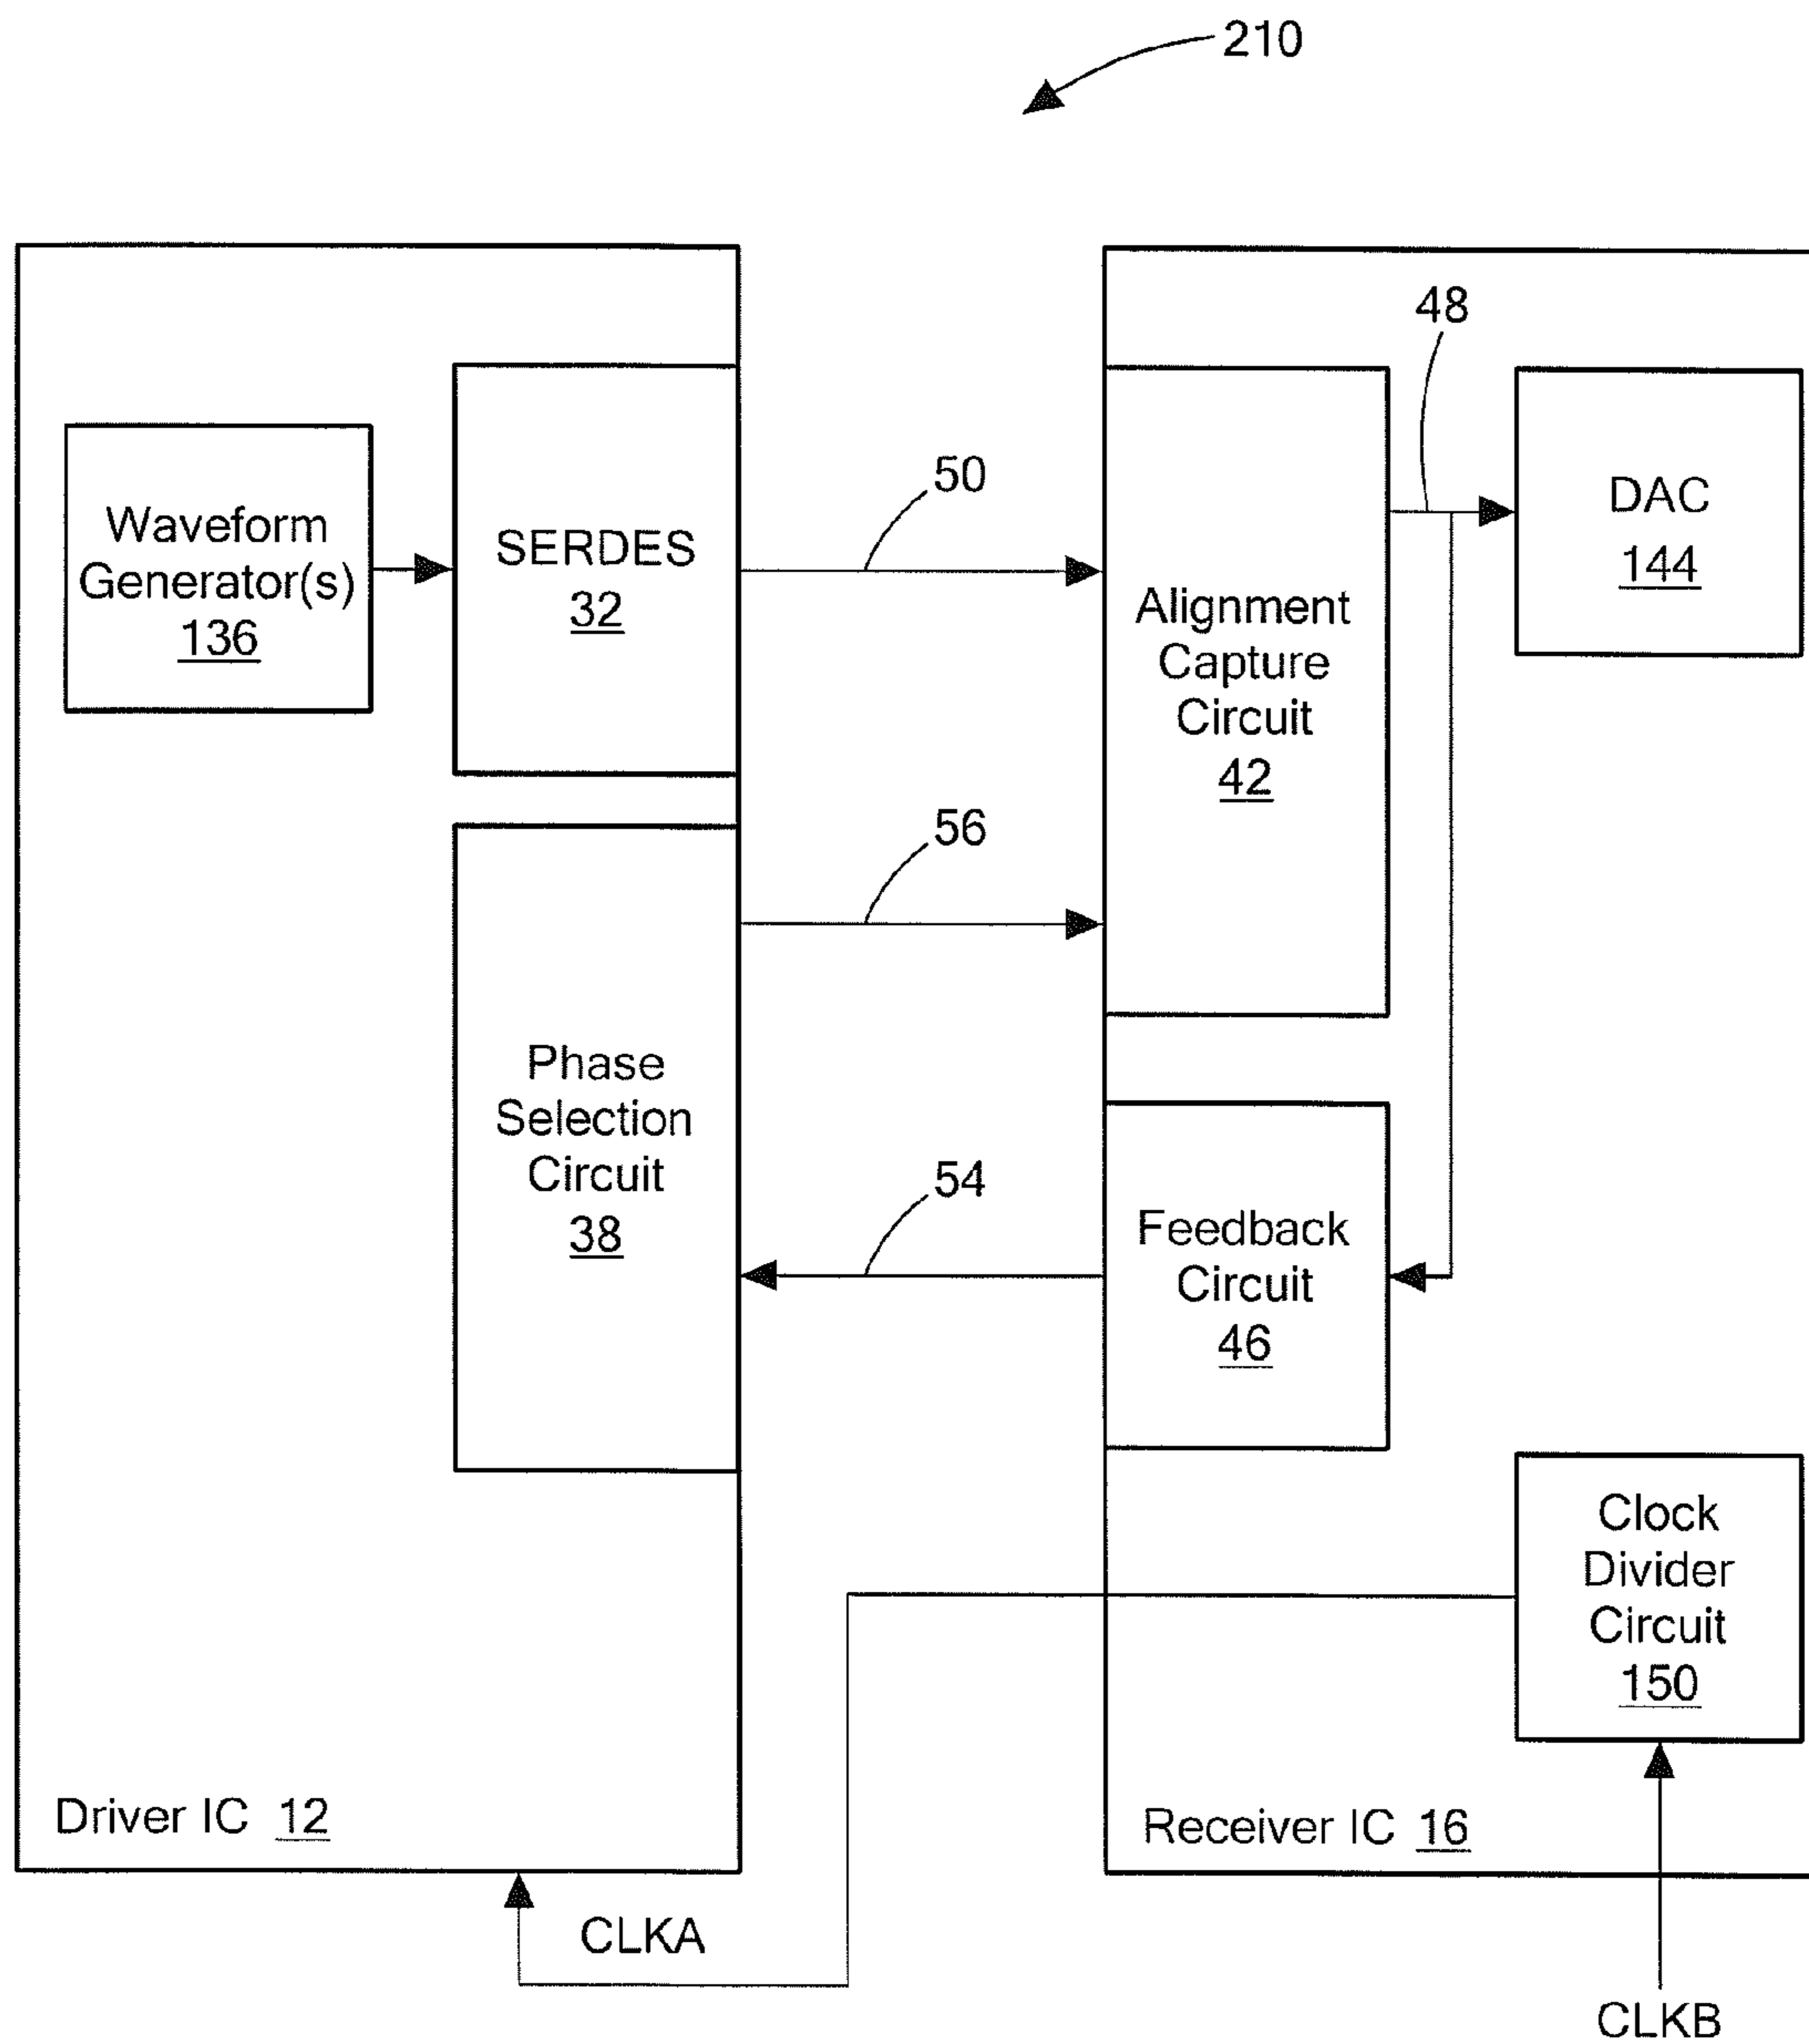 210
48
Waveform
Generator(s)
136
SERDES
32
50
Alignment
Capture
Circuit
42
DAC
144
56
Phase
Selection
Circuit
38
54
Feedback
Circuit
46
Clock
Divider
Circuit
150
Driver IC 12
Receiver IC 16
CLKA
CLKB